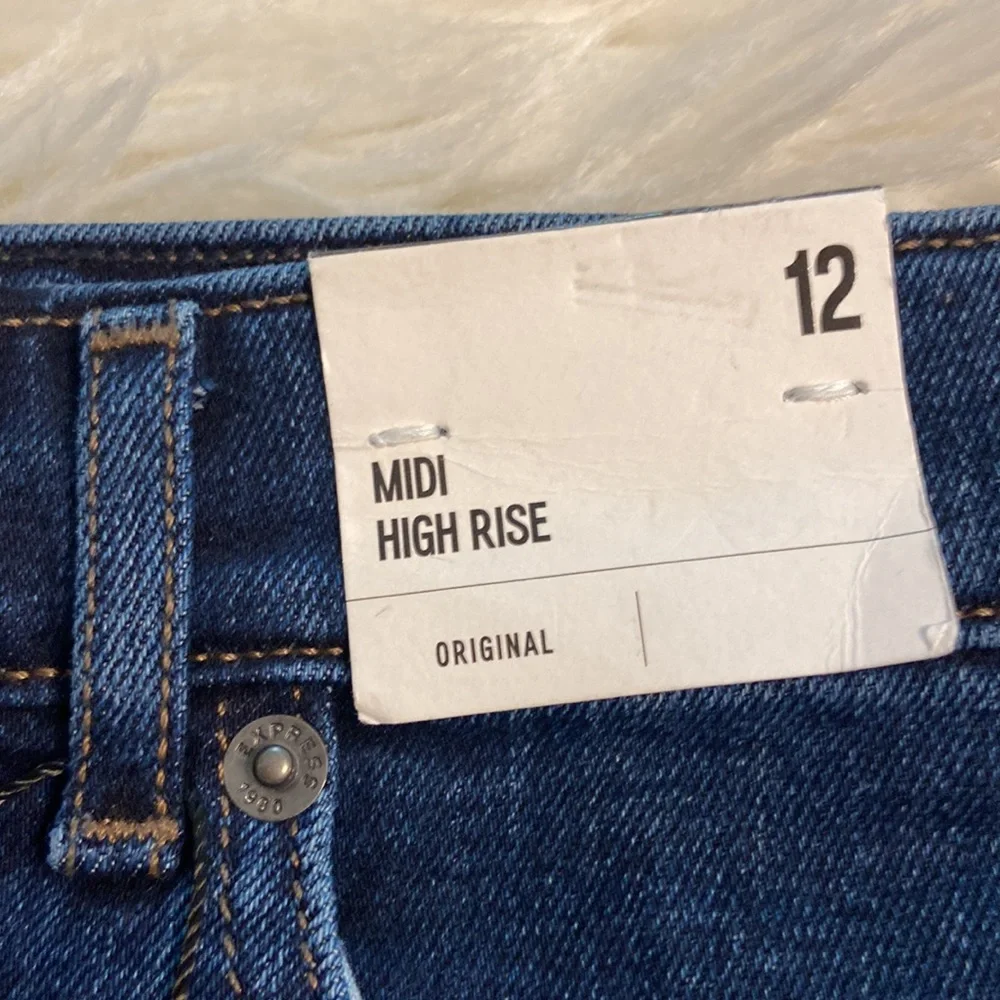 12
MIDI
HIGH RISE
ORIGINAL
EXPRESS
1980